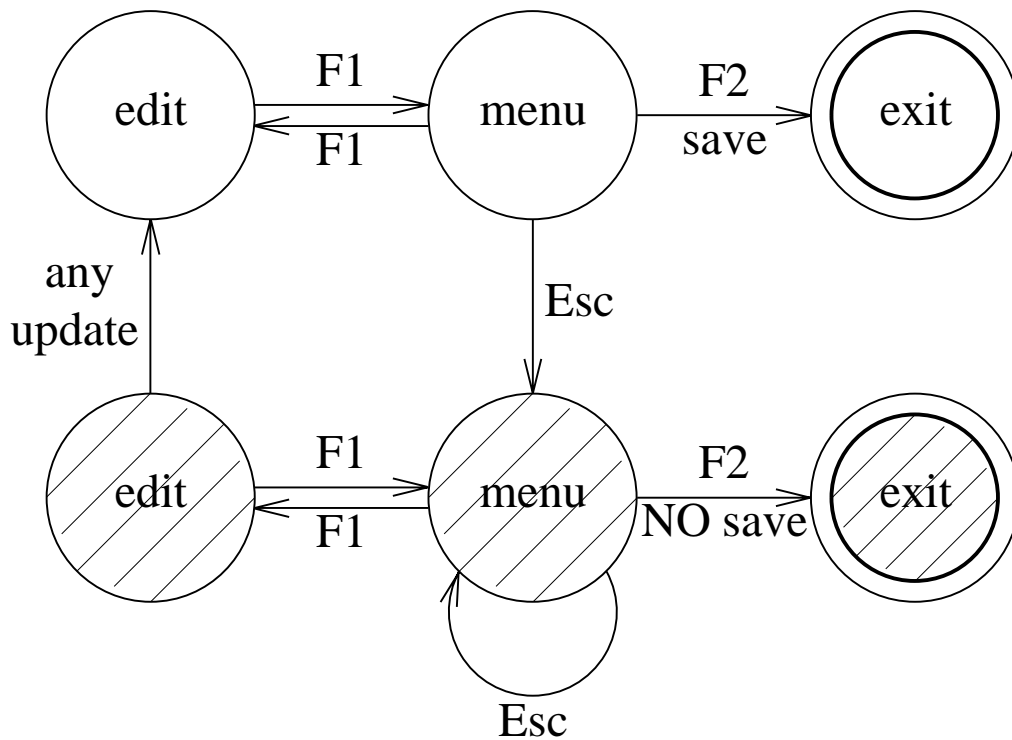 edit
F1
F1
menu
F2
save
exit
any
update
Esc
edit
F1
F1
menu
F2
NO save
exit
Esc